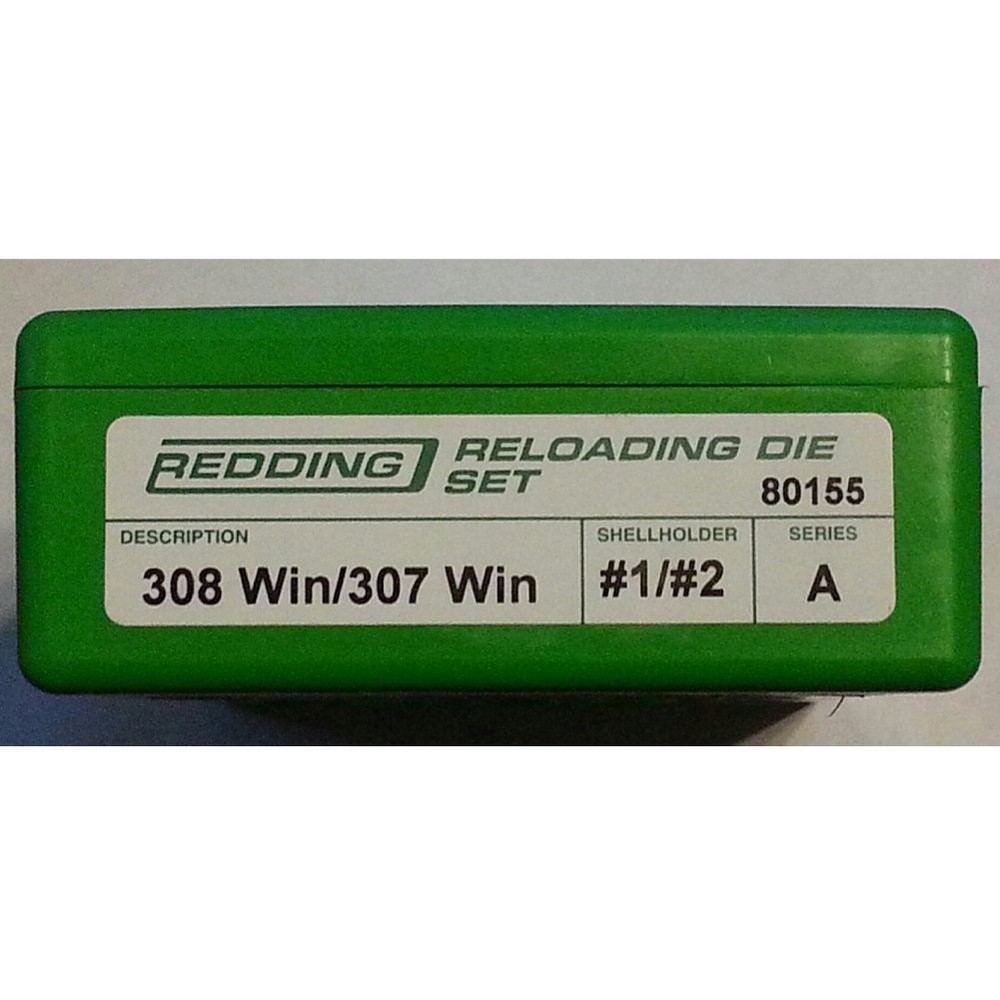 REDDING RELOADING DIE
SET
80155
DESCRIPTION SHELLHOLDER SERIES
308 Win/307 Win #1/#2 A